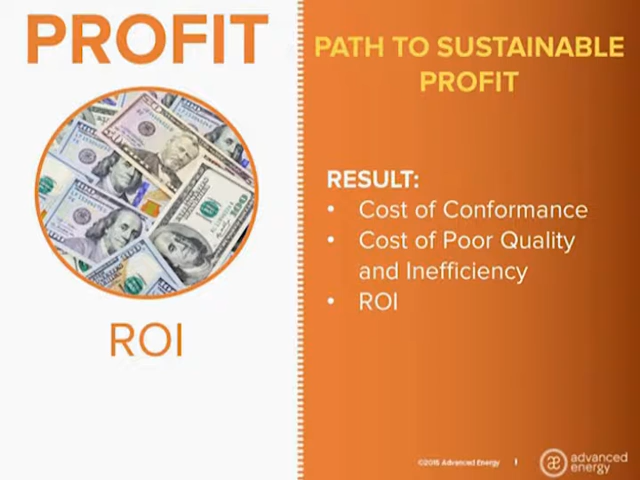 PROFIT
ROI
PATH TO SUSTAINABLE
PROFIT
RESULT:
• Cost of Conformance
• Cost of Poor Quality
and Inefficiency
• ROI
©2015 Advanced Energy 1
æ advanced
energy